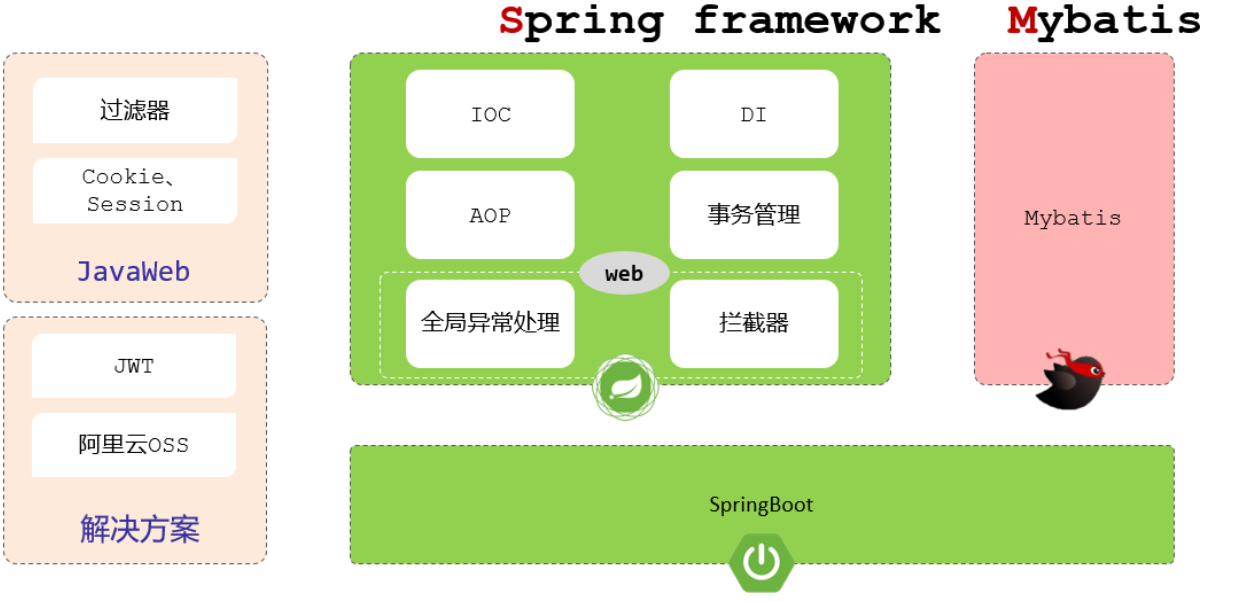 Spring framework
Mybatis
过滤器
Cookie、
Session
JavaWeb
JWT
阿里云OSS
解决方案
IOC
DI
AOP
事务管理
web
全局异常处理
拦截器
Mybatis
SpringBoot